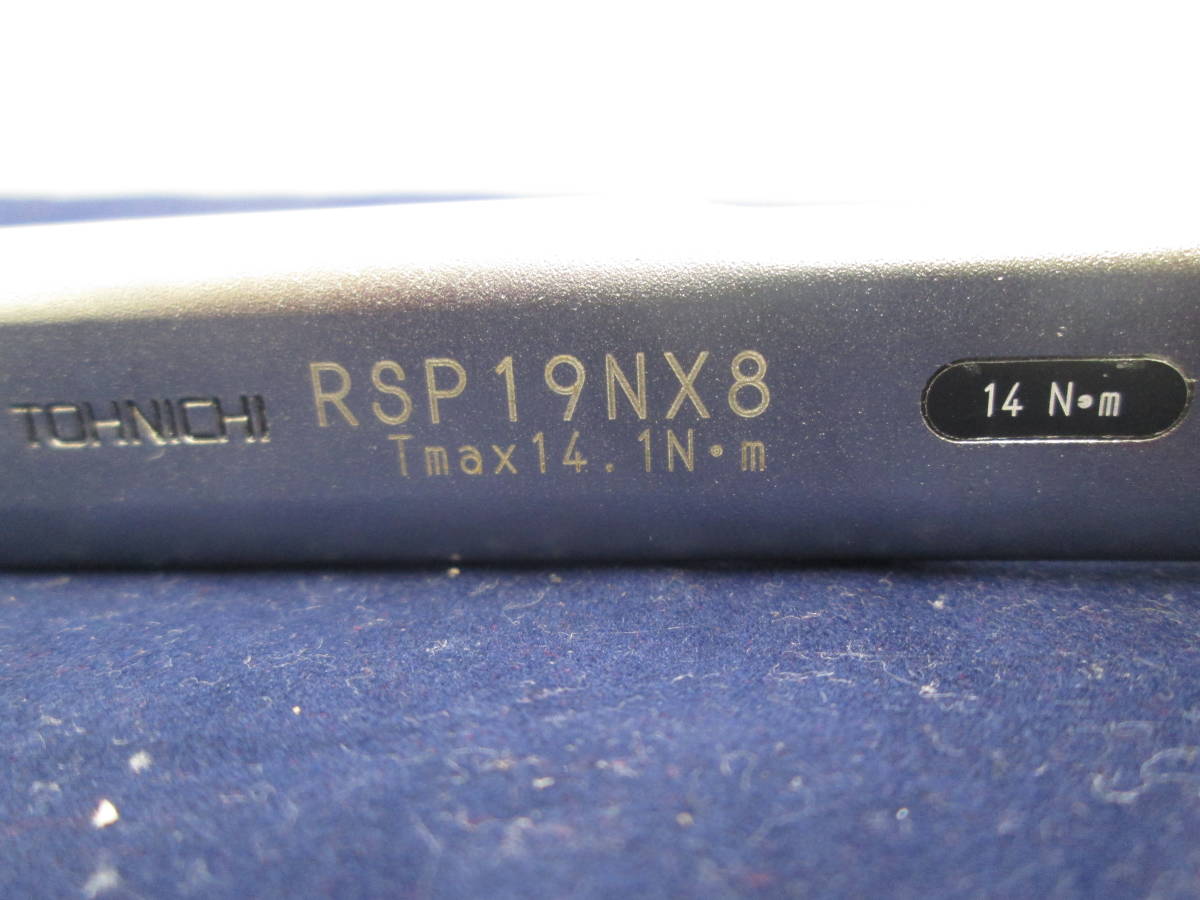 TOHNICHI
RSP19NX8
Tmax14.1N·m
14 N·m